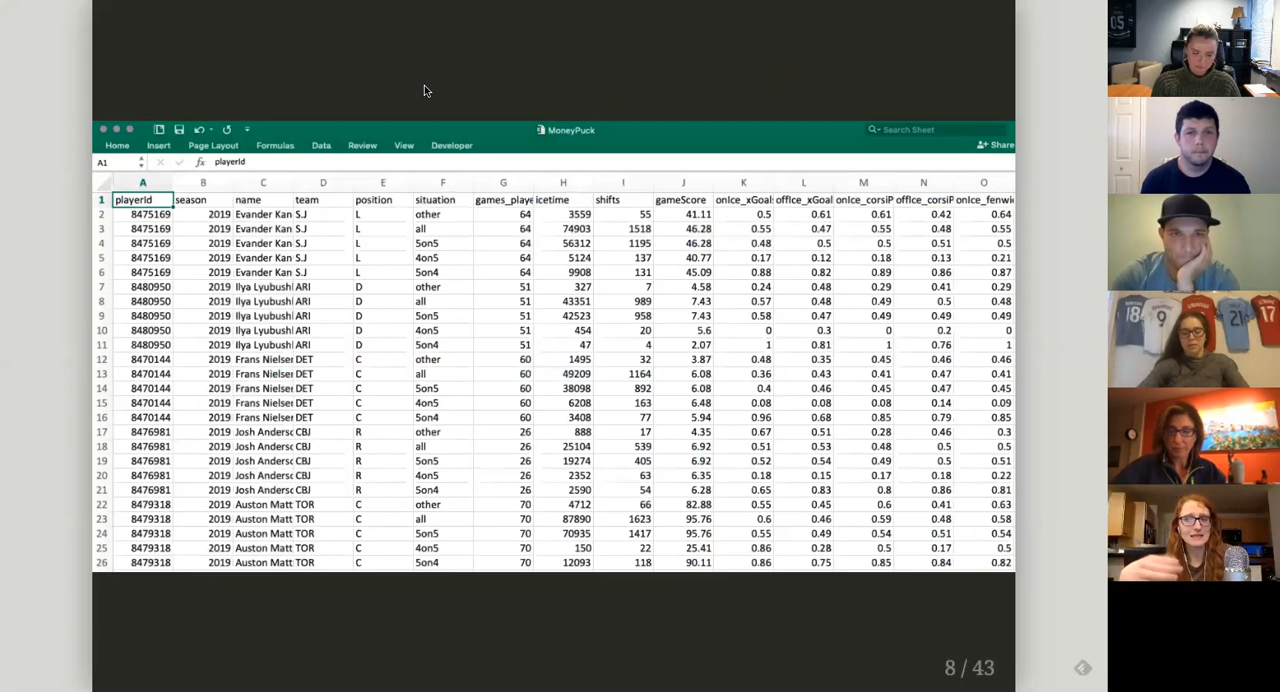 MoneyPuck
Search Sheet
Home Insert Page Layout Formulas Data Review View Developer Share
A1 fx playerId
A B C D E F G H I J K L M N O
1 playerId season name team position situation games_playe icetime shifts gameScore onIce_xGoals offIce_xGoal onIce_corsiP offIce_corsiP onIce_fenwic
2 8475169 2019 Evander Kan S.J L other 64 3559 55 41.11 0.5 0.61 0.61 0.42 0.64
3 8475169 2019 Evander Kan S.J L all 64 74903 1518 46.28 0.55 0.47 0.55 0.48 0.55
4 8475169 2019 Evander Kan S.J L 5on5 64 56312 1195 46.28 0.48 0.5 0.5 0.51 0.5
5 8475169 2019 Evander Kan S.J L 4on5 64 5124 137 40.77 0.17 0.12 0.18 0.13 0.21
6 8475169 2019 Evander Kan S.J L 5on4 64 9908 131 45.09 0.88 0.82 0.89 0.86 0.87
7 8480950 2019 Ilya Lyubushl ARI D other 51 327 7 4.58 0.24 0.48 0.29 0.41 0.29
8 8480950 2019 Ilya Lyubushl ARI D all 51 43351 989 7.43 0.57 0.48 0.49 0.5 0.48
9 8480950 2019 Ilya Lyubushl ARI D 5on5 51 42523 958 7.43 0.58 0.47 0.49 0.49 0.49
10 8480950 2019 Ilya Lyubushl ARI D 4on5 51 454 20 5.6 0 0.3 0 0.2 0
11 8480950 2019 Ilya Lyubushl ARI D 5on4 51 47 4 2.07 1 0.81 1 0.76 1
12 8470144 2019 Frans Nielsen DET C other 60 1495 32 3.87 0.48 0.35 0.45 0.46 0.46
13 8470144 2019 Frans Nielsen DET C all 60 49209 1164 6.08 0.36 0.43 0.41 0.47 0.41
14 8470144 2019 Frans Nielsen DET C 5on5 60 38098 892 6.08 0.4 0.46 0.45 0.47 0.45
15 8470144 2019 Frans Nielsen DET C 4on5 60 6208 163 6.48 0.08 0.08 0.08 0.14 0.09
16 8470144 2019 Frans Nielsen DET C 5on4 60 3408 77 5.94 0.96 0.68 0.85 0.79 0.85
17 8476981 2019 Josh Anderso CBJ R other 26 888 17 4.35 0.67 0.51 0.28 0.46 0.3
18 8476981 2019 Josh Anderso CBJ R all 26 25104 539 6.92 0.51 0.53 0.48 0.5 0.5
19 8476981 2019 Josh Anderso CBJ R 5on5 26 19274 405 6.92 0.52 0.54 0.49 0.5 0.51
20 8476981 2019 Josh Anderso CBJ R 4on5 26 2352 63 6.35 0.18 0.15 0.17 0.18 0.22
21 8476981 2019 Josh Anderso CBJ R 5on4 26 2590 54 6.28 0.65 0.83 0.8 0.86 0.81
22 8479318 2019 Auston Matt TOR C other 70 4712 66 82.88 0.55 0.45 0.6 0.41 0.63
23 8479318 2019 Auston Matt TOR C all 70 87890 1623 95.76 0.6 0.46 0.59 0.48 0.58
24 8479318 2019 Auston Matt TOR C 5on5 70 70935 1417 95.76 0.55 0.49 0.54 0.51 0.54
25 8479318 2019 Auston Matt TOR C 4on5 70 150 22 25.41 0.86 0.28 0.5 0.17 0.5
26 8479318 2019 Auston Matt TOR C 5on4 70 12093 118 90.11 0.86 0.75 0.85 0.84 0.82
8 / 43
18
9
21
17